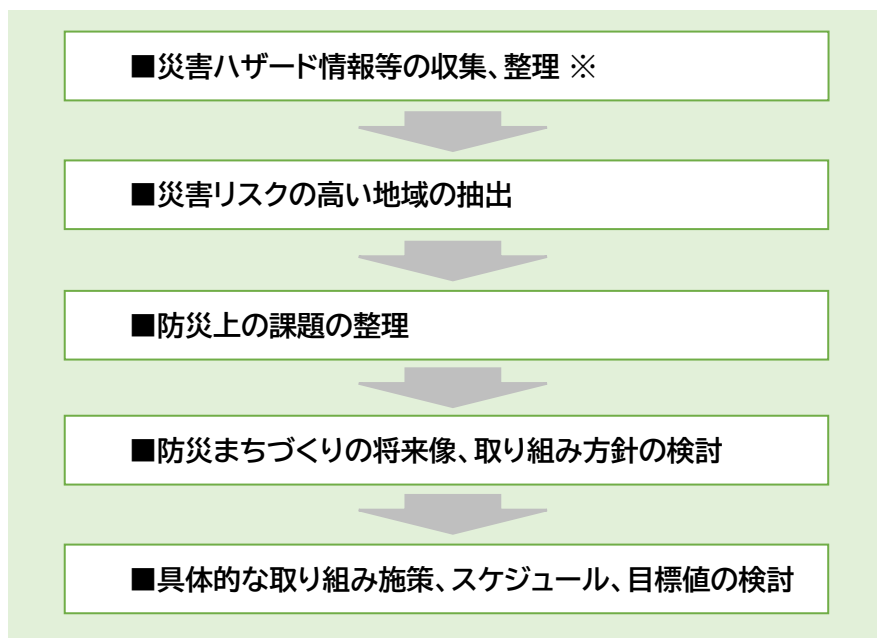 ■災害ハザード情報等の収集、整理 ※
■災害リスクの高い地域の抽出
■防災上の課題の整理
■防災まちづくりの将来像、取り組み方針の検討
■具体的な取り組み施策、スケジュール、目標値の検討